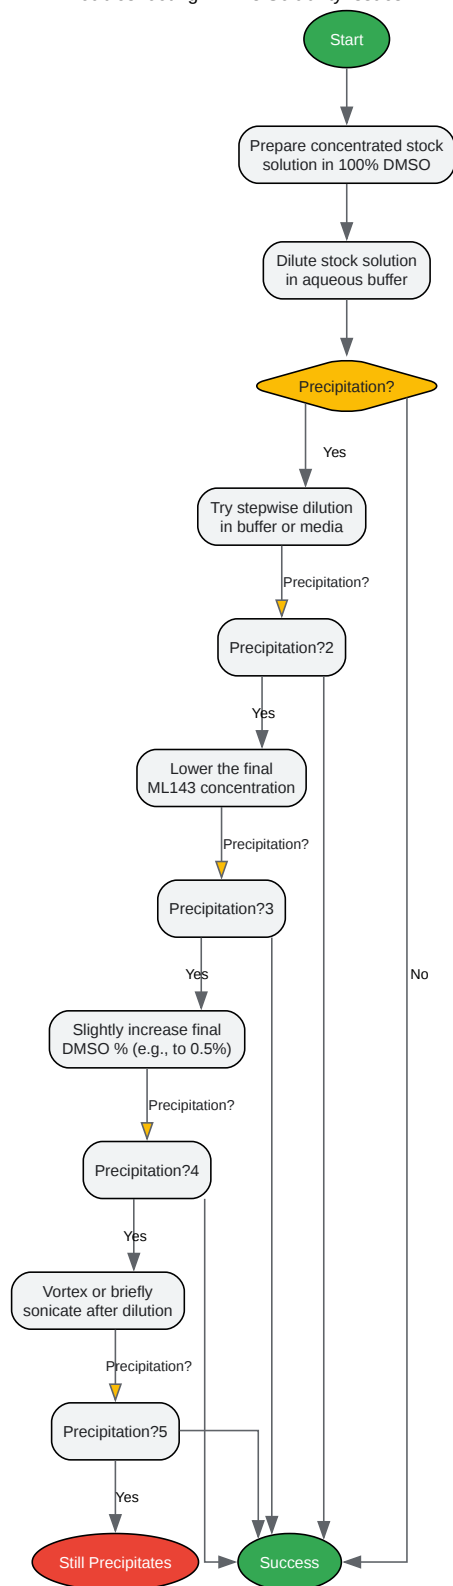 Start
Prepare concentrated stock
solution in 100% DMSO
Dilute stock solution
in aqueous buffer
Precipitation?
Yes
Try stepwise dilution
in buffer or media
Precipitation?
Precipitation?2
Yes
Lower the final
ML143 concentration
Precipitation?
Precipitation?3
Yes
No
Slightly increase final
DMSO % (e.g., to 0.5%)
Precipitation?
Precipitation?4
Yes
Vortex or briefly
sonicate after dilution
Precipitation?
Precipitation?5
Yes
Still Precipitates
Success